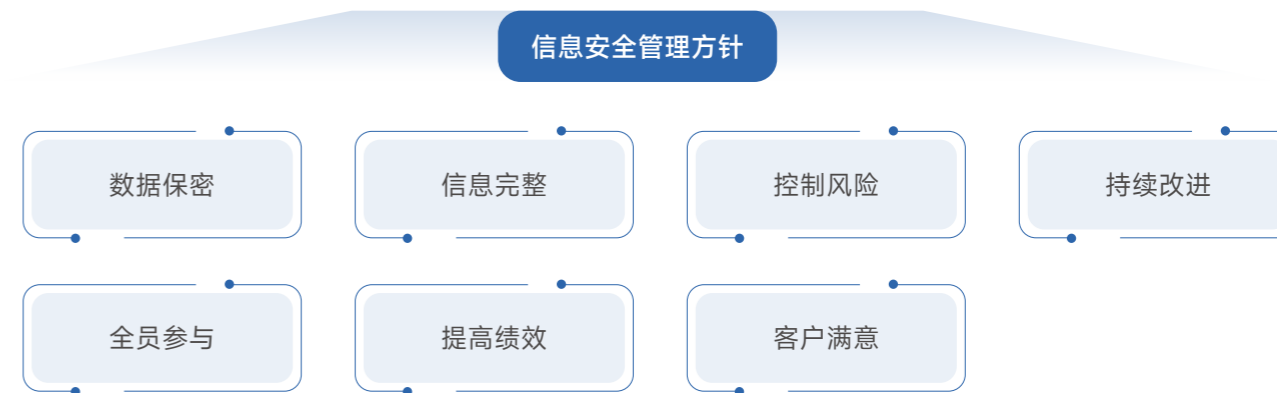 信息安全管理方针
数据保密
信息完整
控制风险
持续改进
全员参与
提高绩效
客户满意